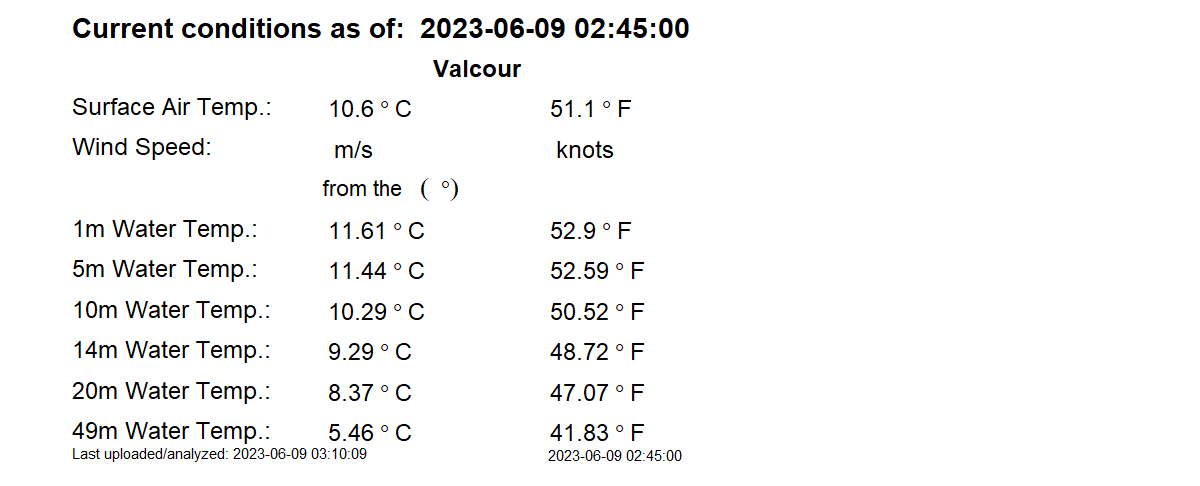 Current conditions as of: 2023-06-09 02:45:00
Valcour
Surface Air Temp.: 10.6 ° C 51.1 ° F
Wind Speed: m/s knots
from the ( °)
1m Water Temp.: 11.61 ° C 52.9 ° F
5m Water Temp.: 11.44 ° C 52.59 ° F
10m Water Temp.: 10.29 ° C 50.52 ° F
14m Water Temp.: 9.29 ° C 48.72 ° F
20m Water Temp.: 8.37 ° C 47.07 ° F
49m Water Temp.: 5.46 ° C 41.83 ° F
Last uploaded/analyzed: 2023-06-09 03:10:09 2023-06-09 02:45:00